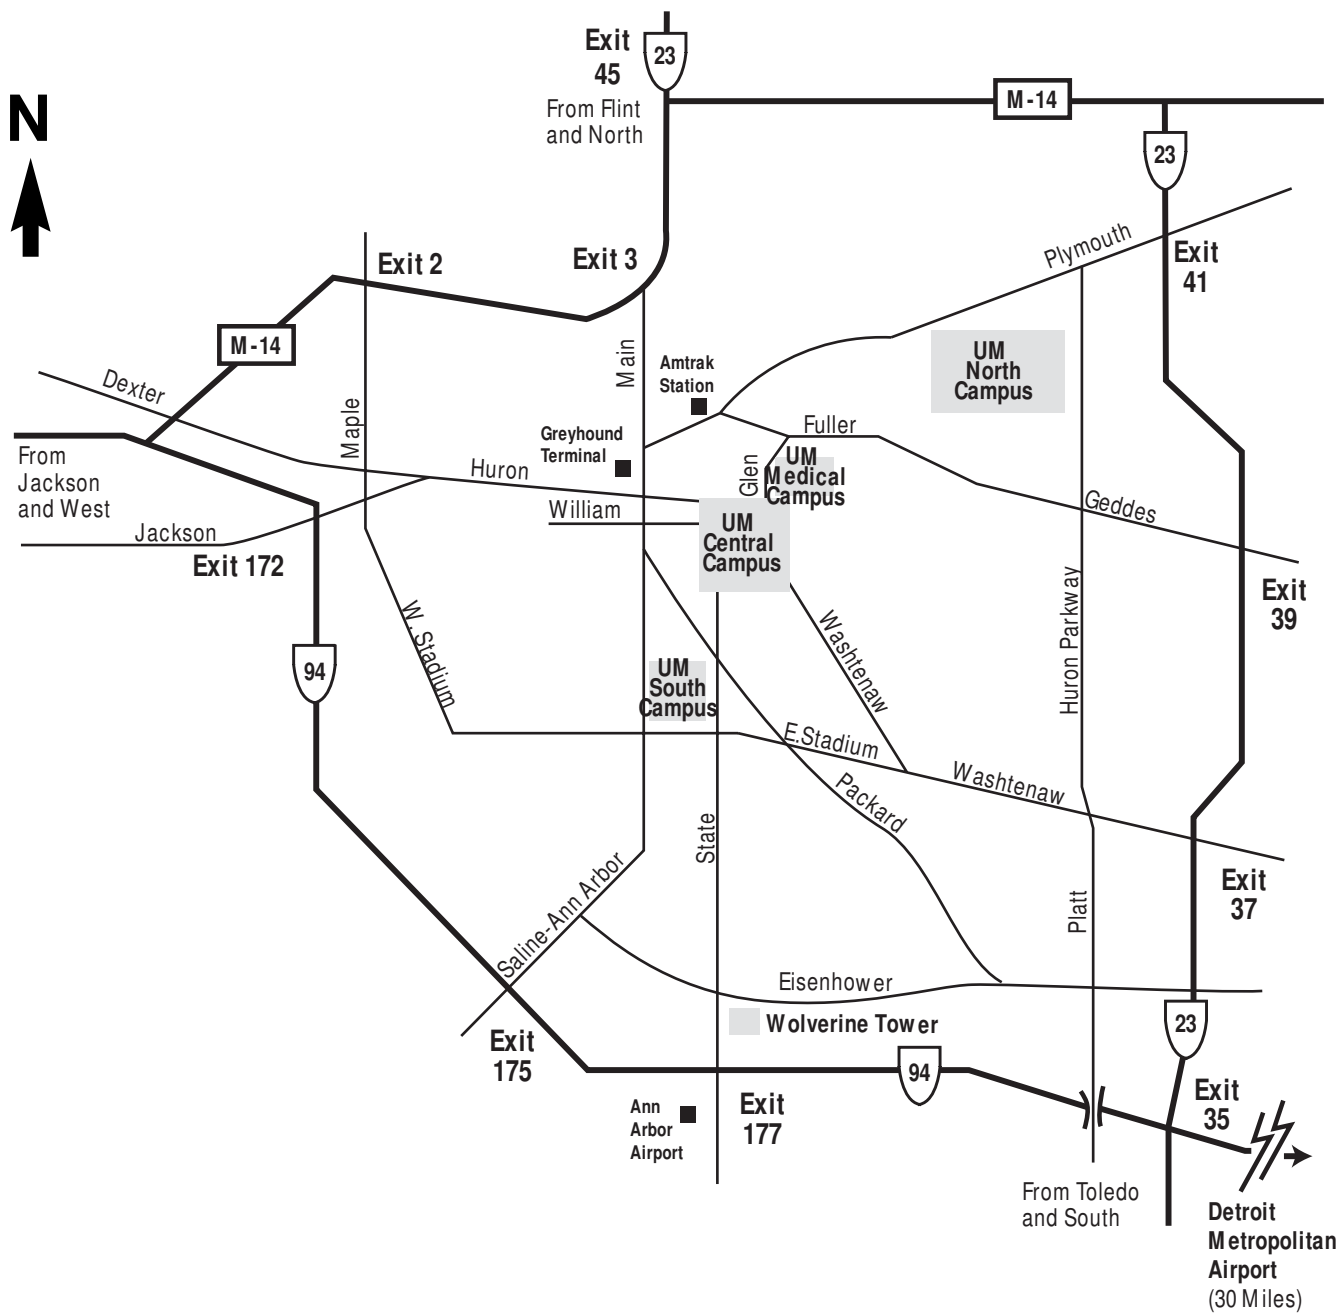 Exit
45
23
From Flint
and North
M-14
N
23
Plymouth
Exit
41
Exit 2
Exit 3
M-14
Main
Amtrak
Station
UM
North
Campus
Dexter
Maple
Greyhound
Terminal
Fuller
From
Jackson
and West
Huron
Glen
UM
Medical
Campus
William
Geddes
Jackson
UM
Central
Campus
Exit 172
Exit
39
W. Stadium
Washtenaw
Huron Parkway
94
UM
South
Campus
E.Stadium
Washtenaw
Packard
State
Saline-Ann Arbor
Platt
Exit
37
Eisenhower
Wolverine Tower
23
Exit
175
94
Exit
35
Ann
Arbor
Airport
Exit
177
From Toledo
and South
Detroit
Metropolitan
Airport
(30 Miles)